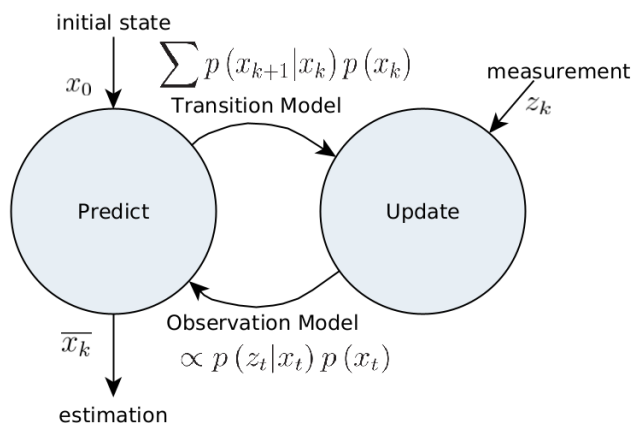 initial state
∑ p (x_{k+1}|x_k) p (x_k)
measurement
x_0
Transition Model
z_k
Predict
Update
Observation Model
\overline{x_k}
∝ p (z_t|x_t) p (x_t)
estimation